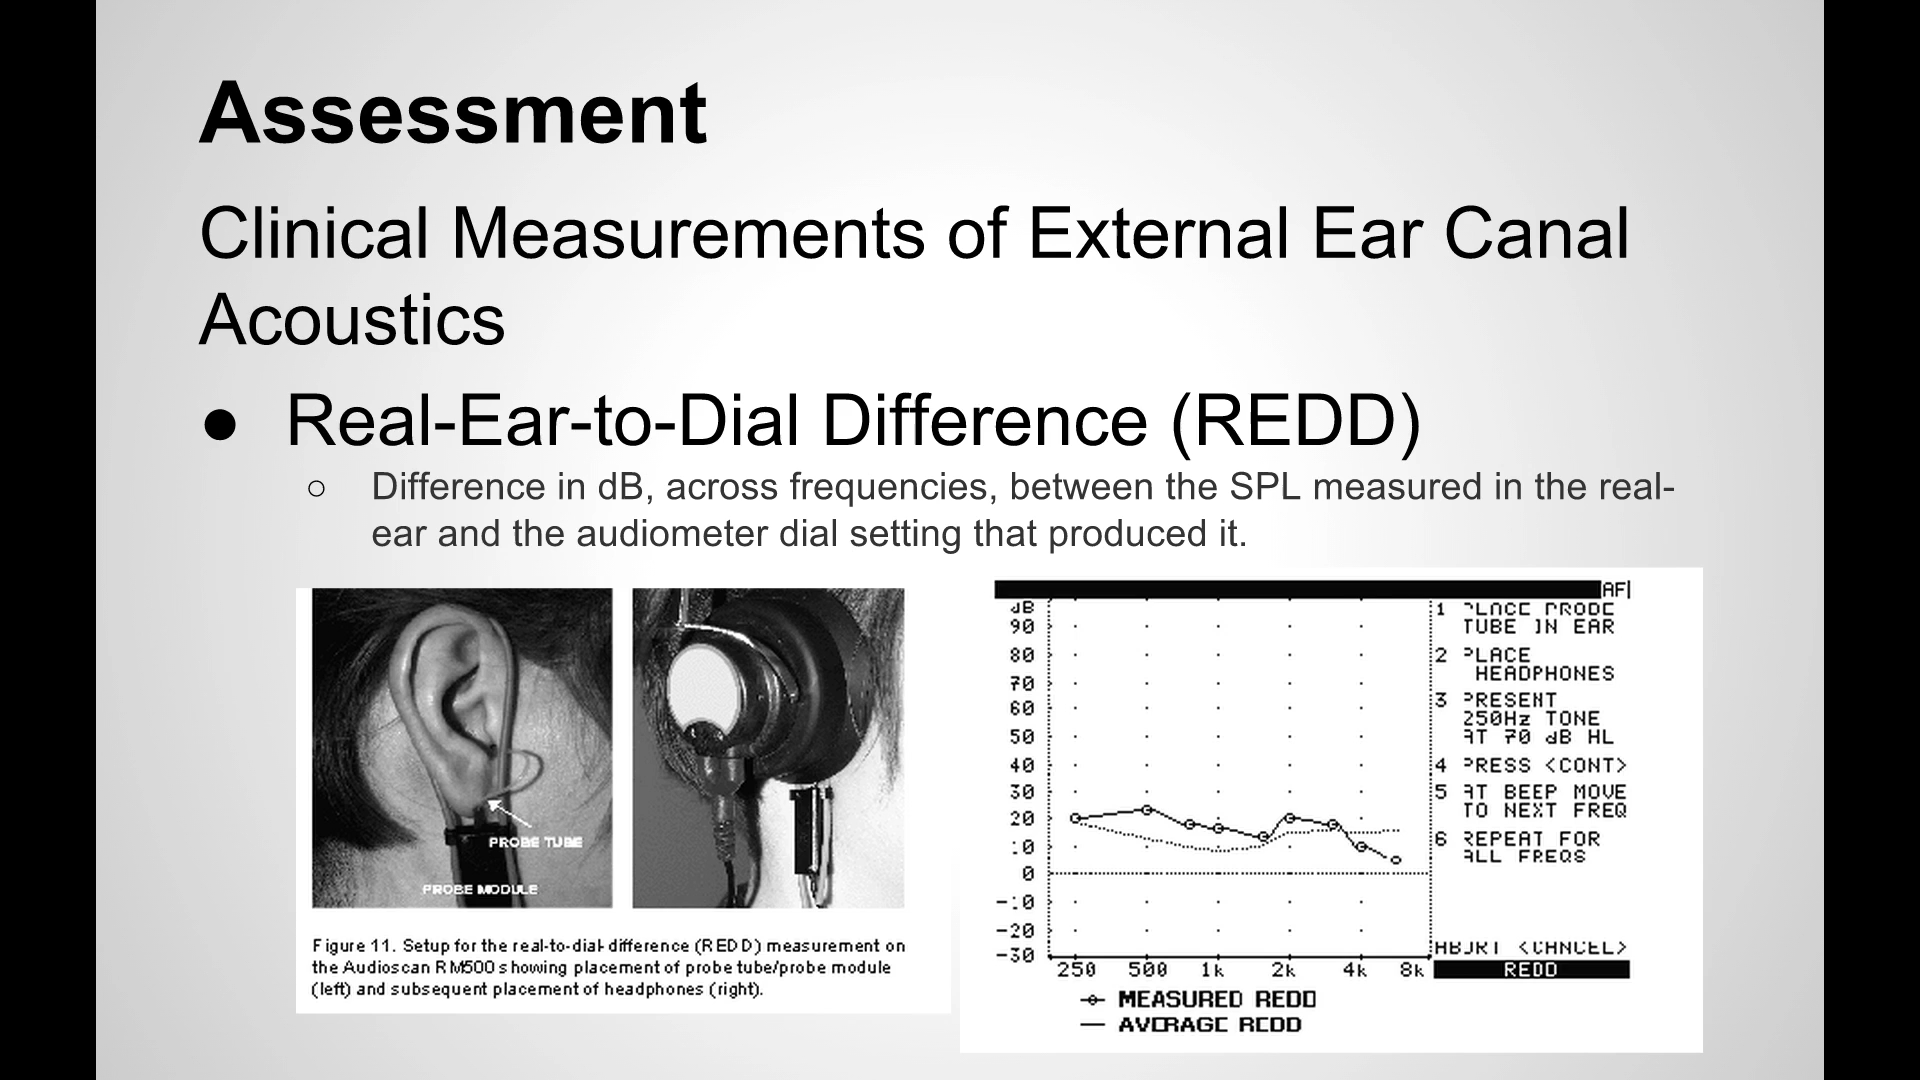 Assessment
Clinical Measurements of External Ear Canal
Acoustics
● Real-Ear-to-Dial Difference (REDD)
○ Difference in dB, across frequencies, between the SPL measured in the real-
ear and the audiometer dial setting that produced it.
PROBE TUBE
PROBE MODULE
Figure 11. Setup for the real-to-dial-difference (REDD) measurement on
the Audioscan RM500 showing placement of probe tube/probe module
(left) and subsequent placement of headphones (right).
AF
dB
90
80
70
60
50
40
30
20
10
0
-10
-20
-30
250 500 1k 2k 4k 8k
1 PLACE PROBE
TUBE IN EAR
2 PLACE
HEADPHONES
3 PRESENT
250Hz TONE
AT 70 dB HL
4 PRESS <CONT>
5 AT BEEP MOVE
TO NEXT FREQ
6 REPEAT FOR
ALL FREQS
ABORT <CANCEL>
REDD
MEASURED REDD
AVERAGE REDD